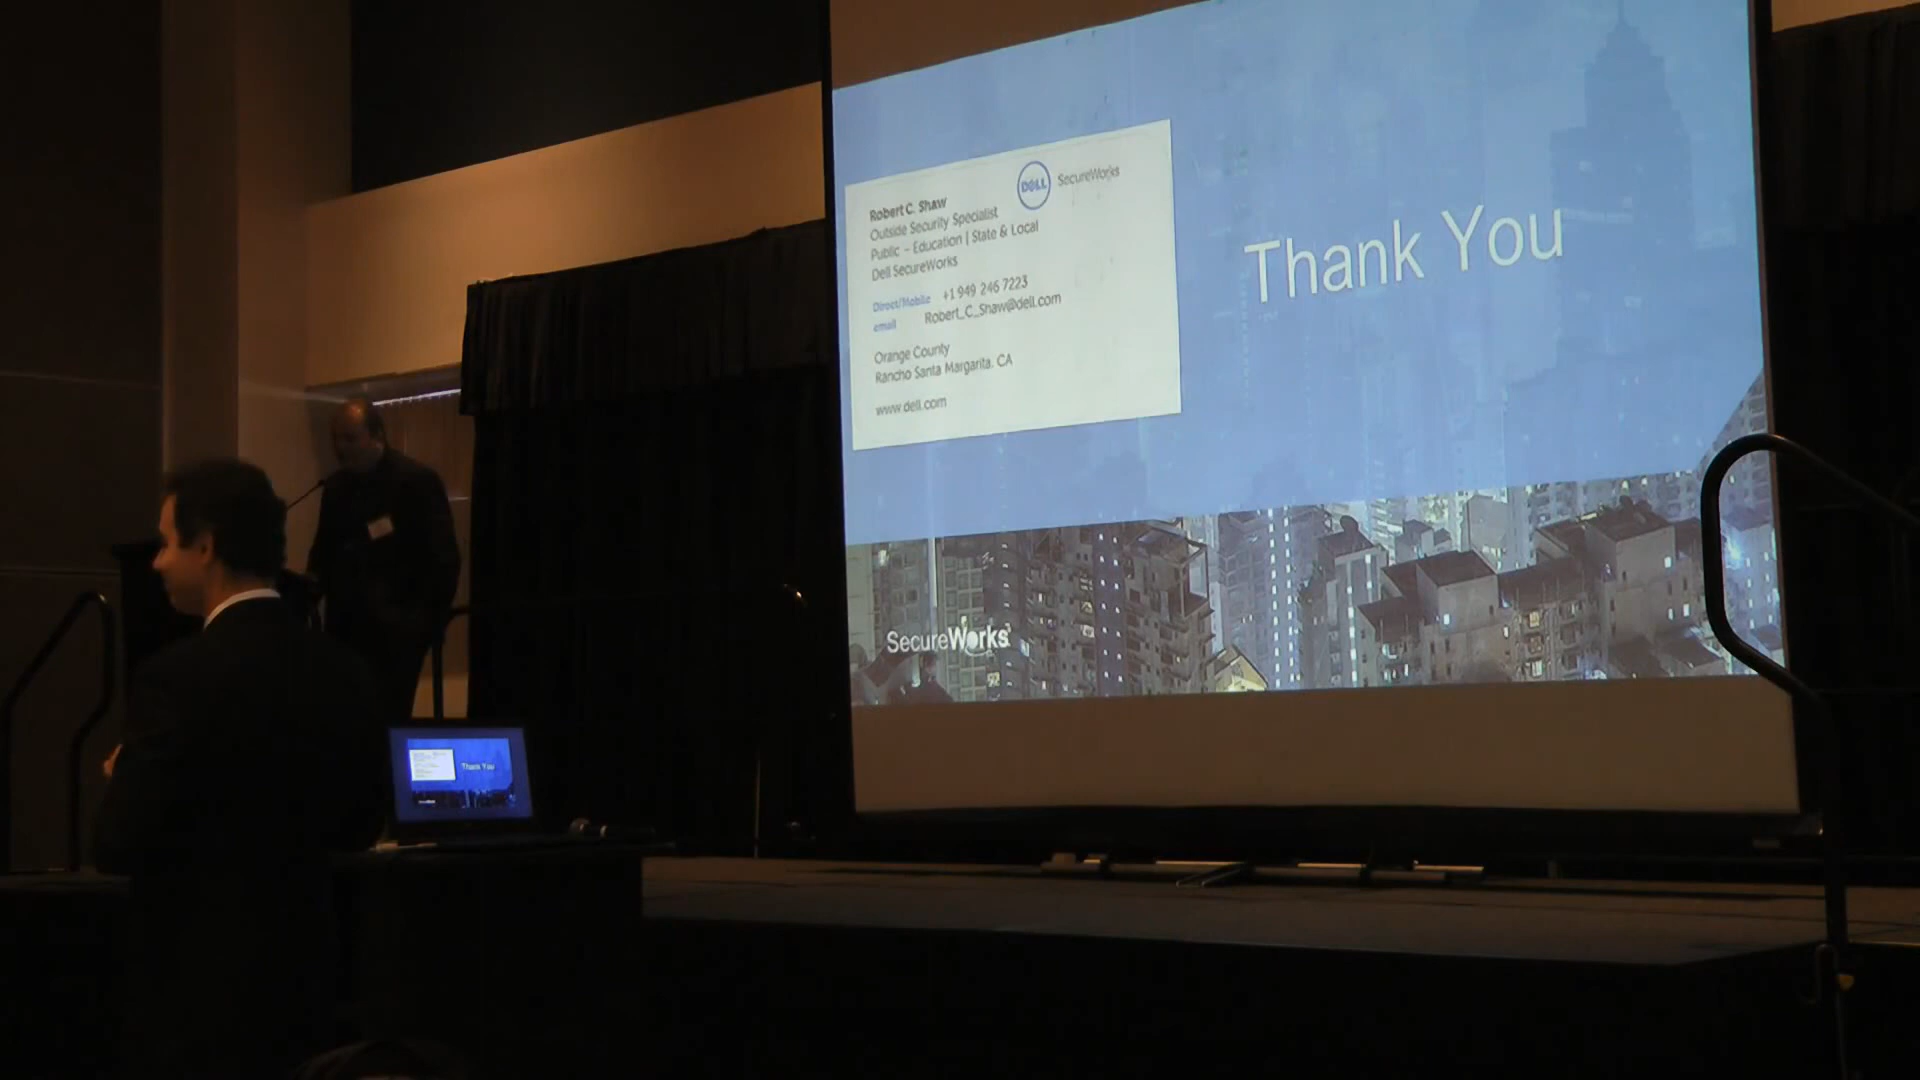 DELL SecureWorks
Robert C. Shaw
Outside Security Specialist
Public - Education | State & Local
Dell SecureWorks
Direct/Mobile +1 949 246 7223
email Robert_C_Shaw@dell.com
Orange County
Rancho Santa Margarita, CA
www.dell.com
Thank You
SecureWorks
Thank You